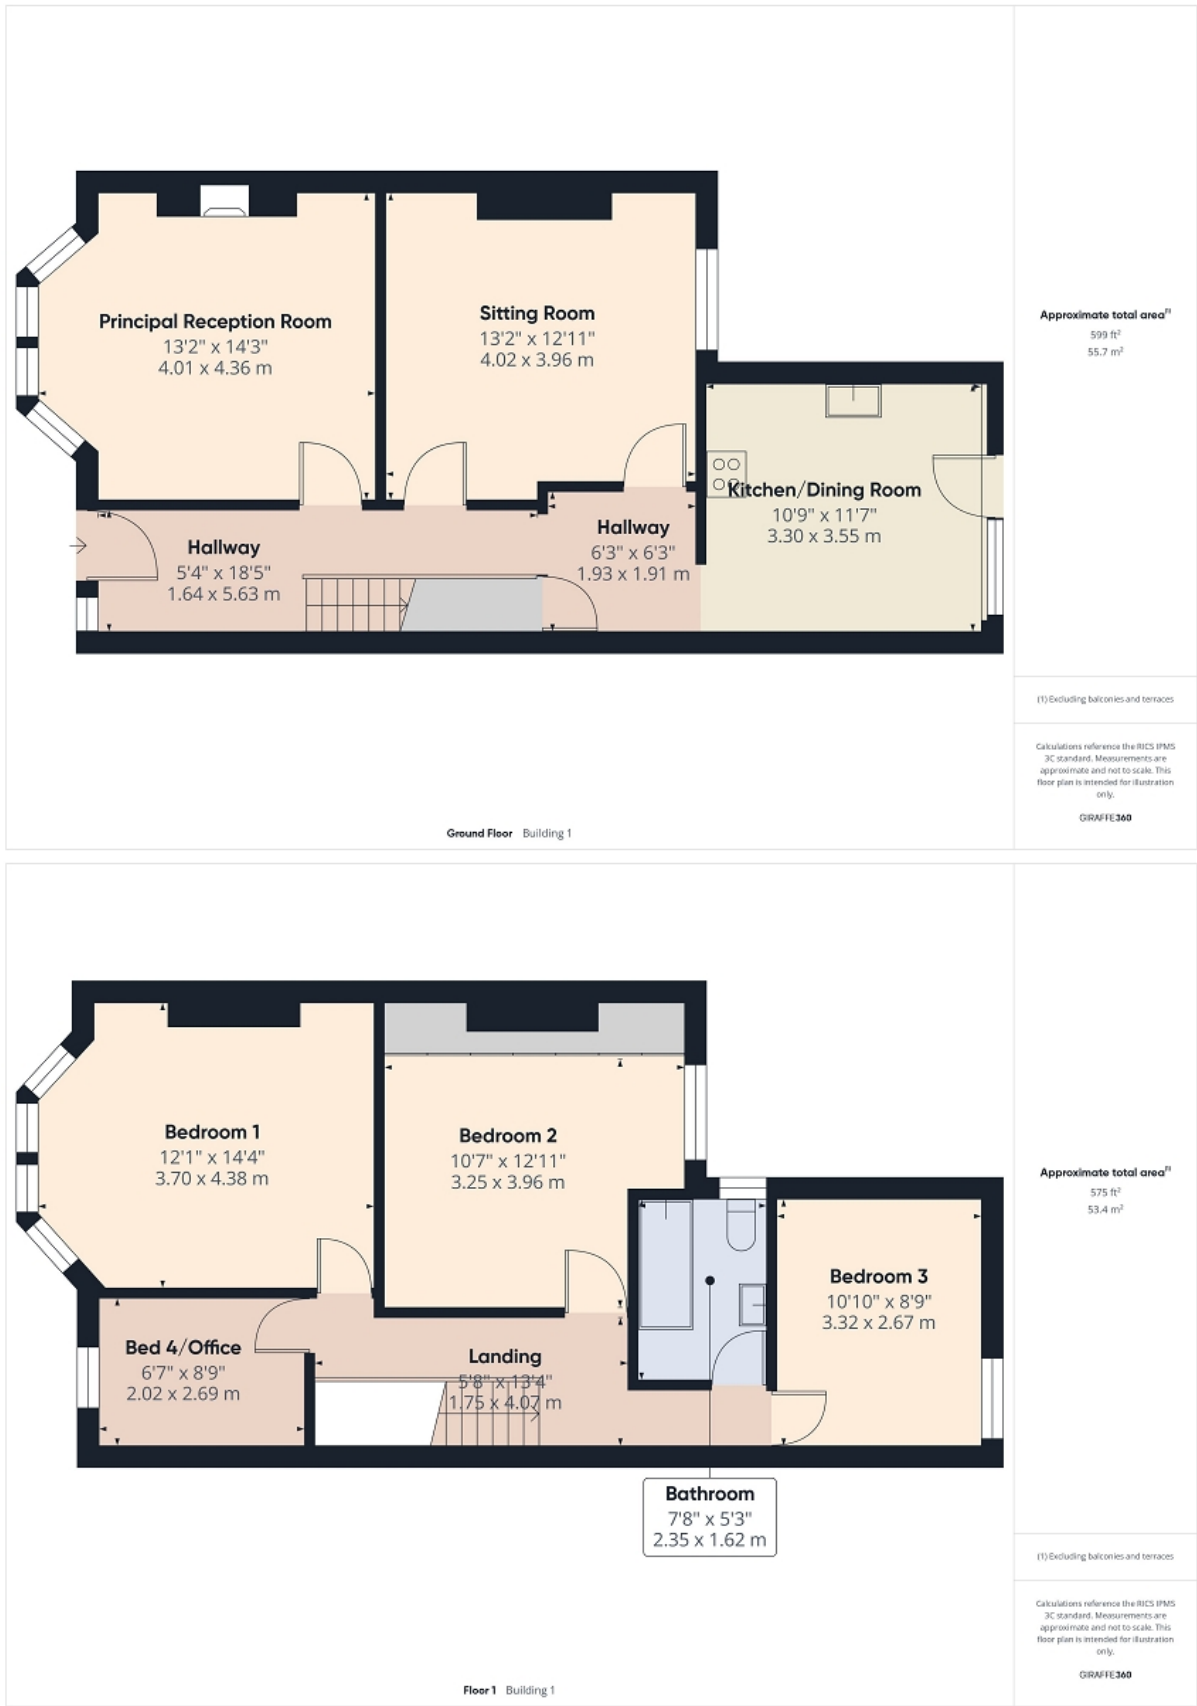 Principal Reception Room
13'2" x 14'3"
4.01 x 4.36 m
Sitting Room
13'2" x 12'11"
4.02 x 3.96 m
Kitchen/Dining Room
10'9" x 11'7"
3.30 x 3.55 m
Hallway
5'4" x 18'5"
1.64 x 5.63 m
Hallway
6'3" x 6'3"
1.93 x 1.91 m
Approximate total area(1)
599 ft²
55.7 m²
(1) Excluding balconies and terraces
Calculations reference the RICS IPMS
3C standard. Measurements are
approximate and not to scale. This
floor plan is intended for illustration
only.
GIRAFFE360
Ground Floor Building 1
Bedroom 1
12'1" x 14'4"
3.70 x 4.38 m
Bedroom 2
10'7" x 12'11"
3.25 x 3.96 m
Bedroom 3
10'10" x 8'9"
3.32 x 2.67 m
Bed 4/Office
6'7" x 8'9"
2.02 x 2.69 m
Landing
5'8" x 13'4"
1.75 x 4.07 m
Bathroom
7'8" x 5'3"
2.35 x 1.62 m
Approximate total area(1)
575 ft²
53.4 m²
(1) Excluding balconies and terraces
Calculations reference the RICS IPMS
3C standard. Measurements are
approximate and not to scale. This
floor plan is intended for illustration
only.
GIRAFFE360
Floor 1 Building 1